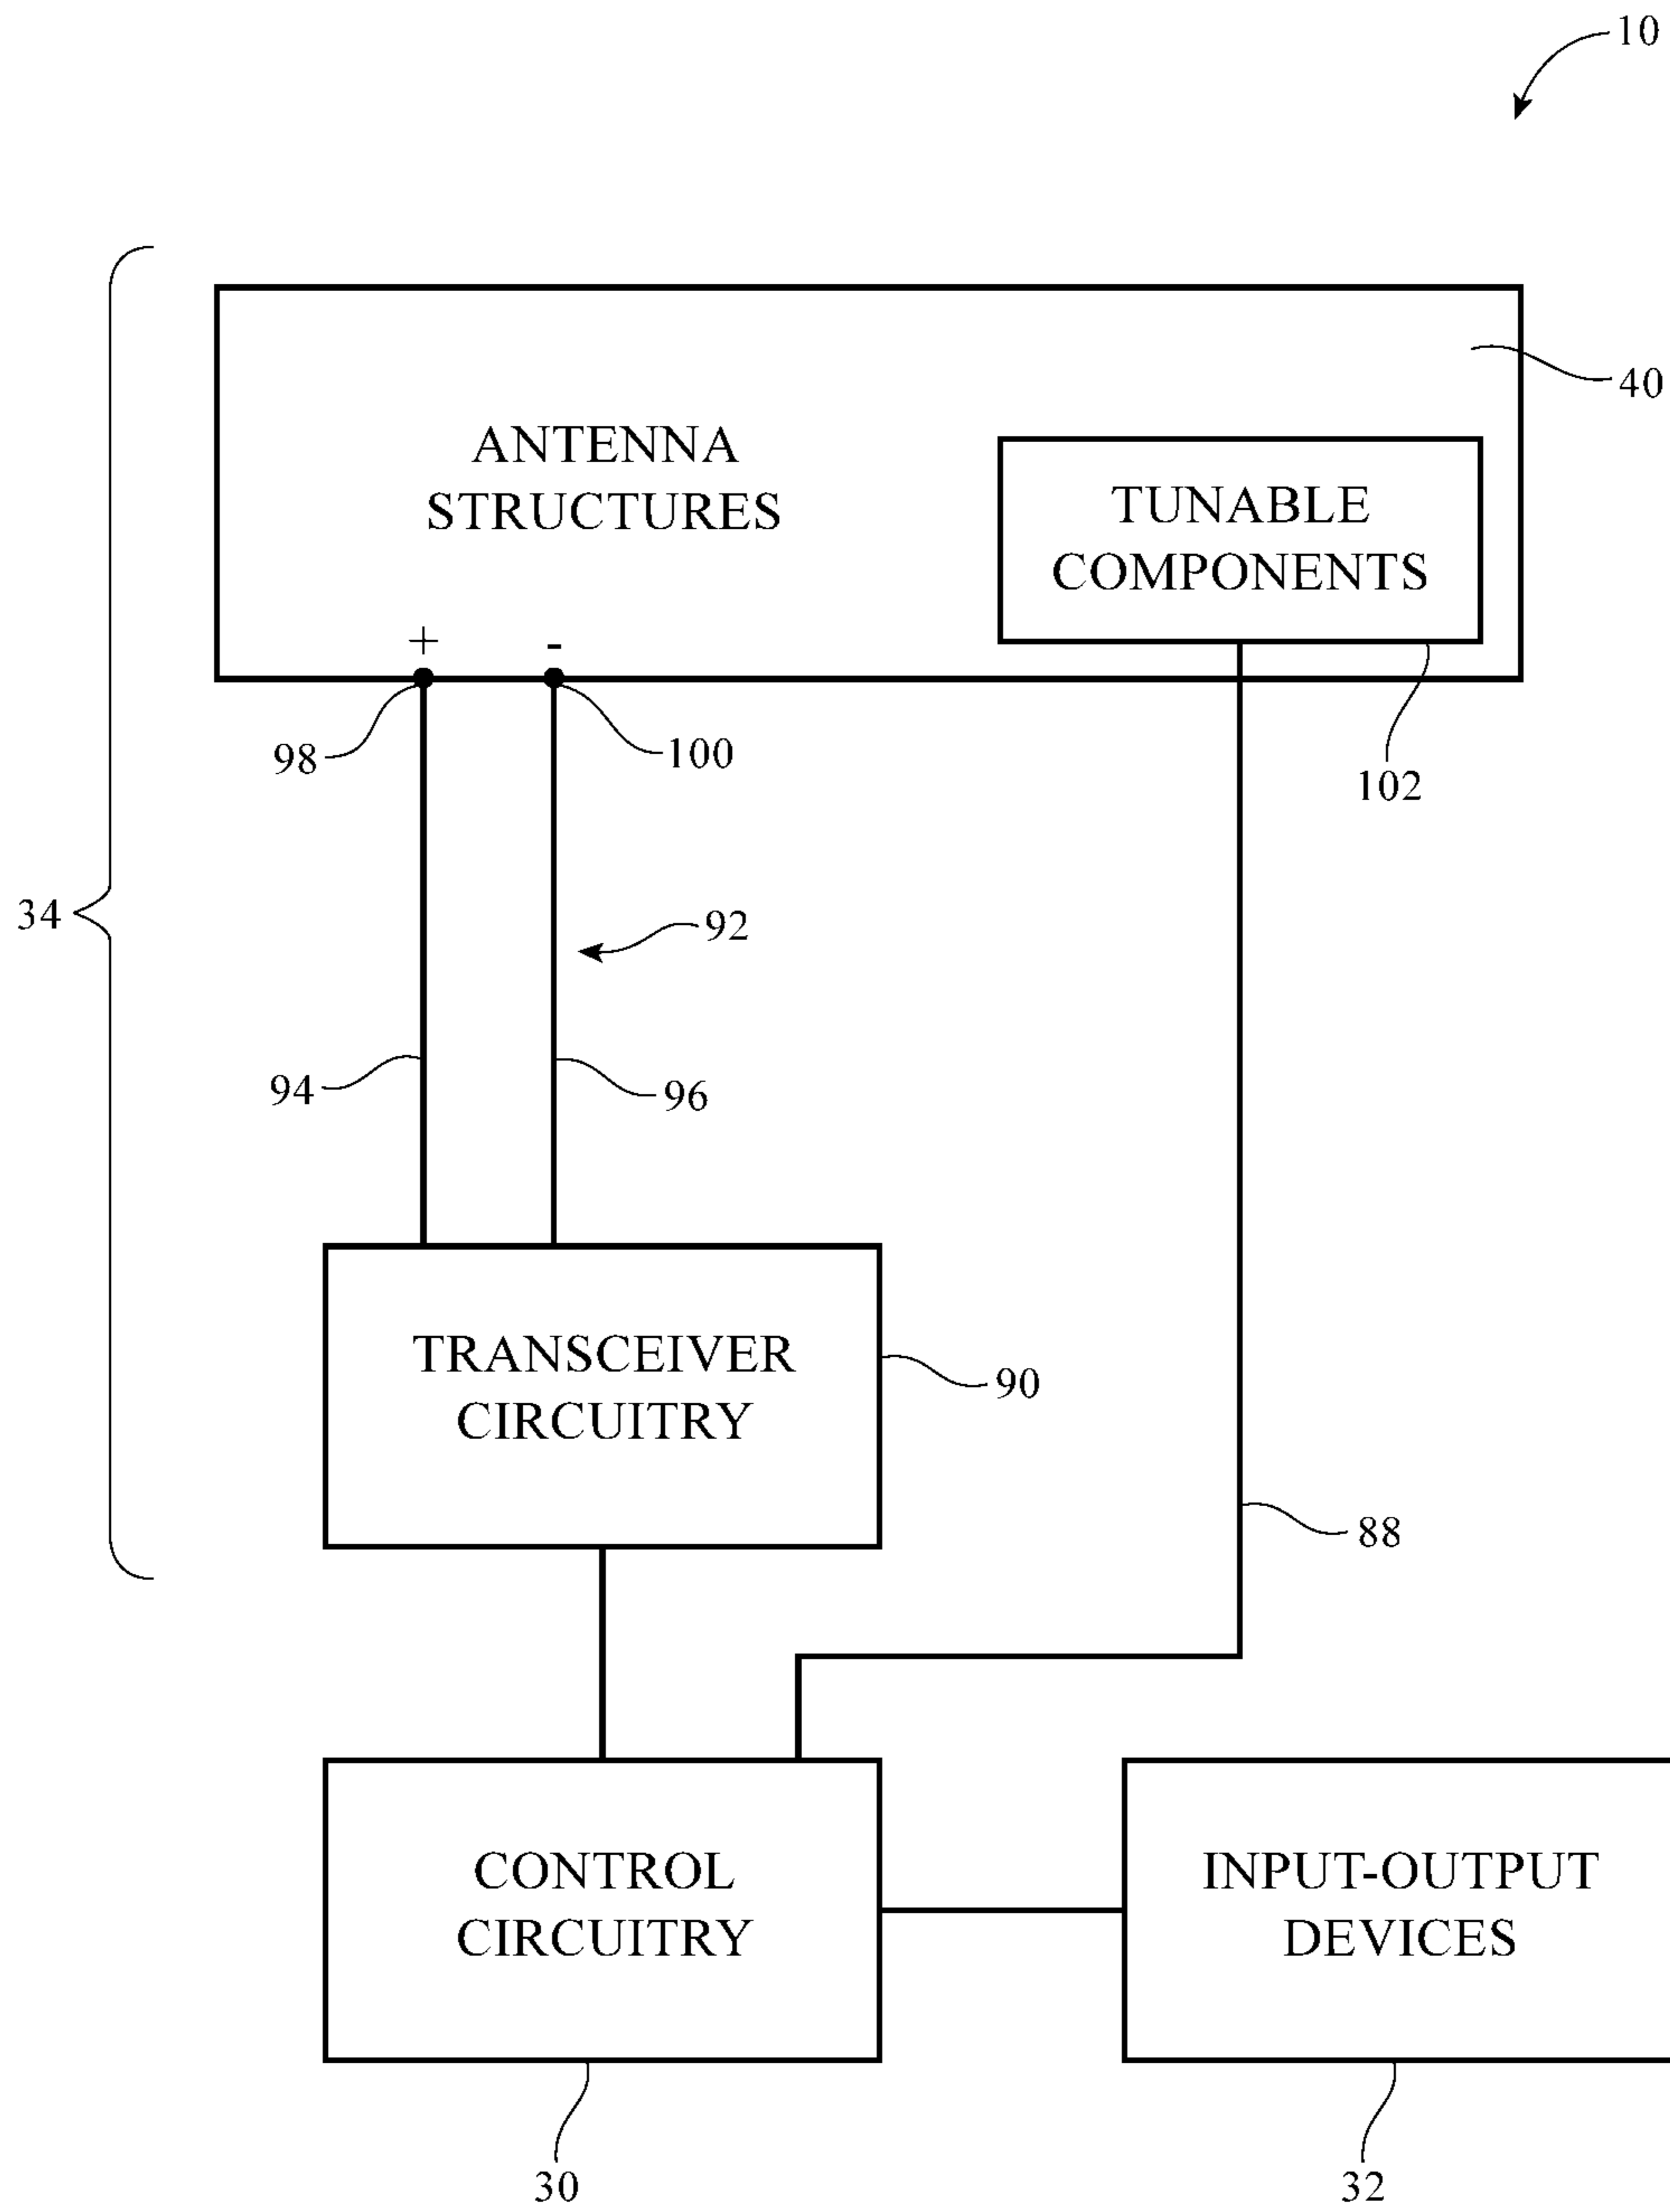 10
40
ANTENNA
STRUCTURES
TUNABLE
COMPONENTS
+
-
98
100
102
34
92
94
96
TRANSCEIVER
CIRCUITRY
90
88
CONTROL
CIRCUITRY
INPUT-OUTPUT
DEVICES
30
32